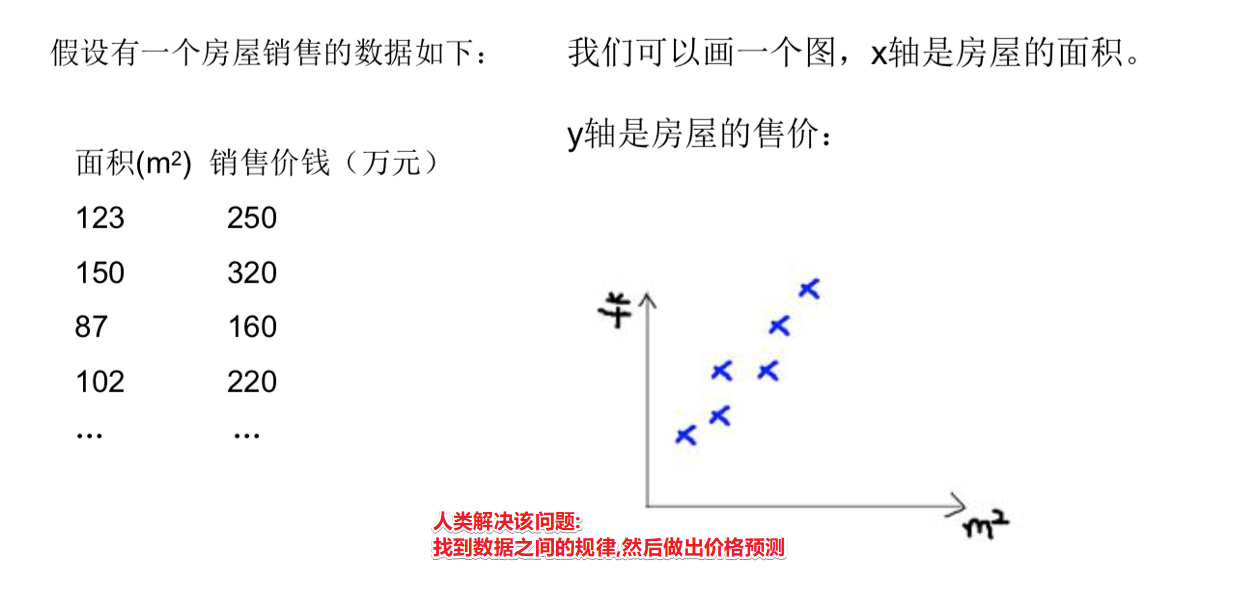 假设有一个房屋销售的数据如下：
面积(m²) 销售价钱（万元）
123 250
150 320
87 160
102 220
... ...
我们可以画一个图，x轴是房屋的面积。
y轴是房屋的售价：
m²
人类解决该问题:
找到数据之间的规律,然后做出价格预测